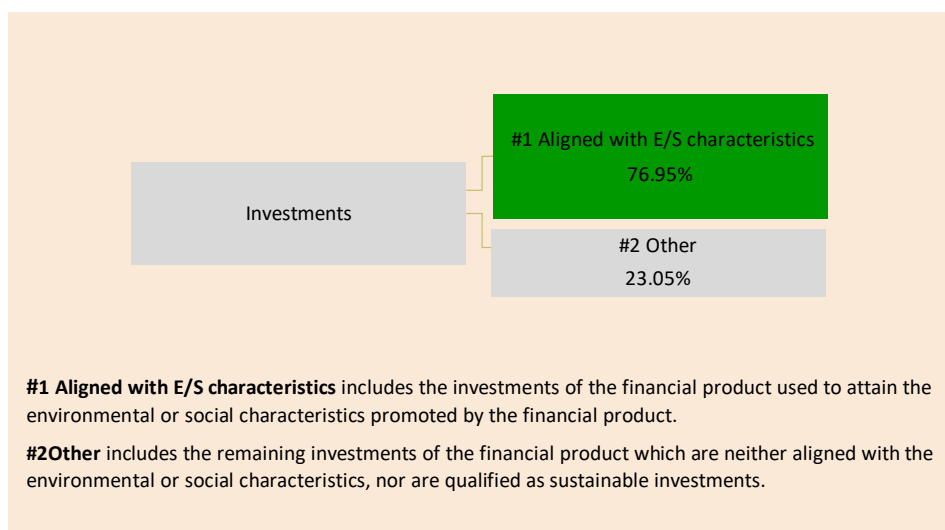 #1 Aligned with E/S characteristics
76.95%
Investments
#2 Other
23.05%
#1 Aligned with E/S characteristics includes the investments of the financial product used to attain the
environmental or social characteristics promoted by the financial product.
#2Other includes the remaining investments of the financial product which are neither aligned with the
environmental or social characteristics, nor are qualified as sustainable investments.